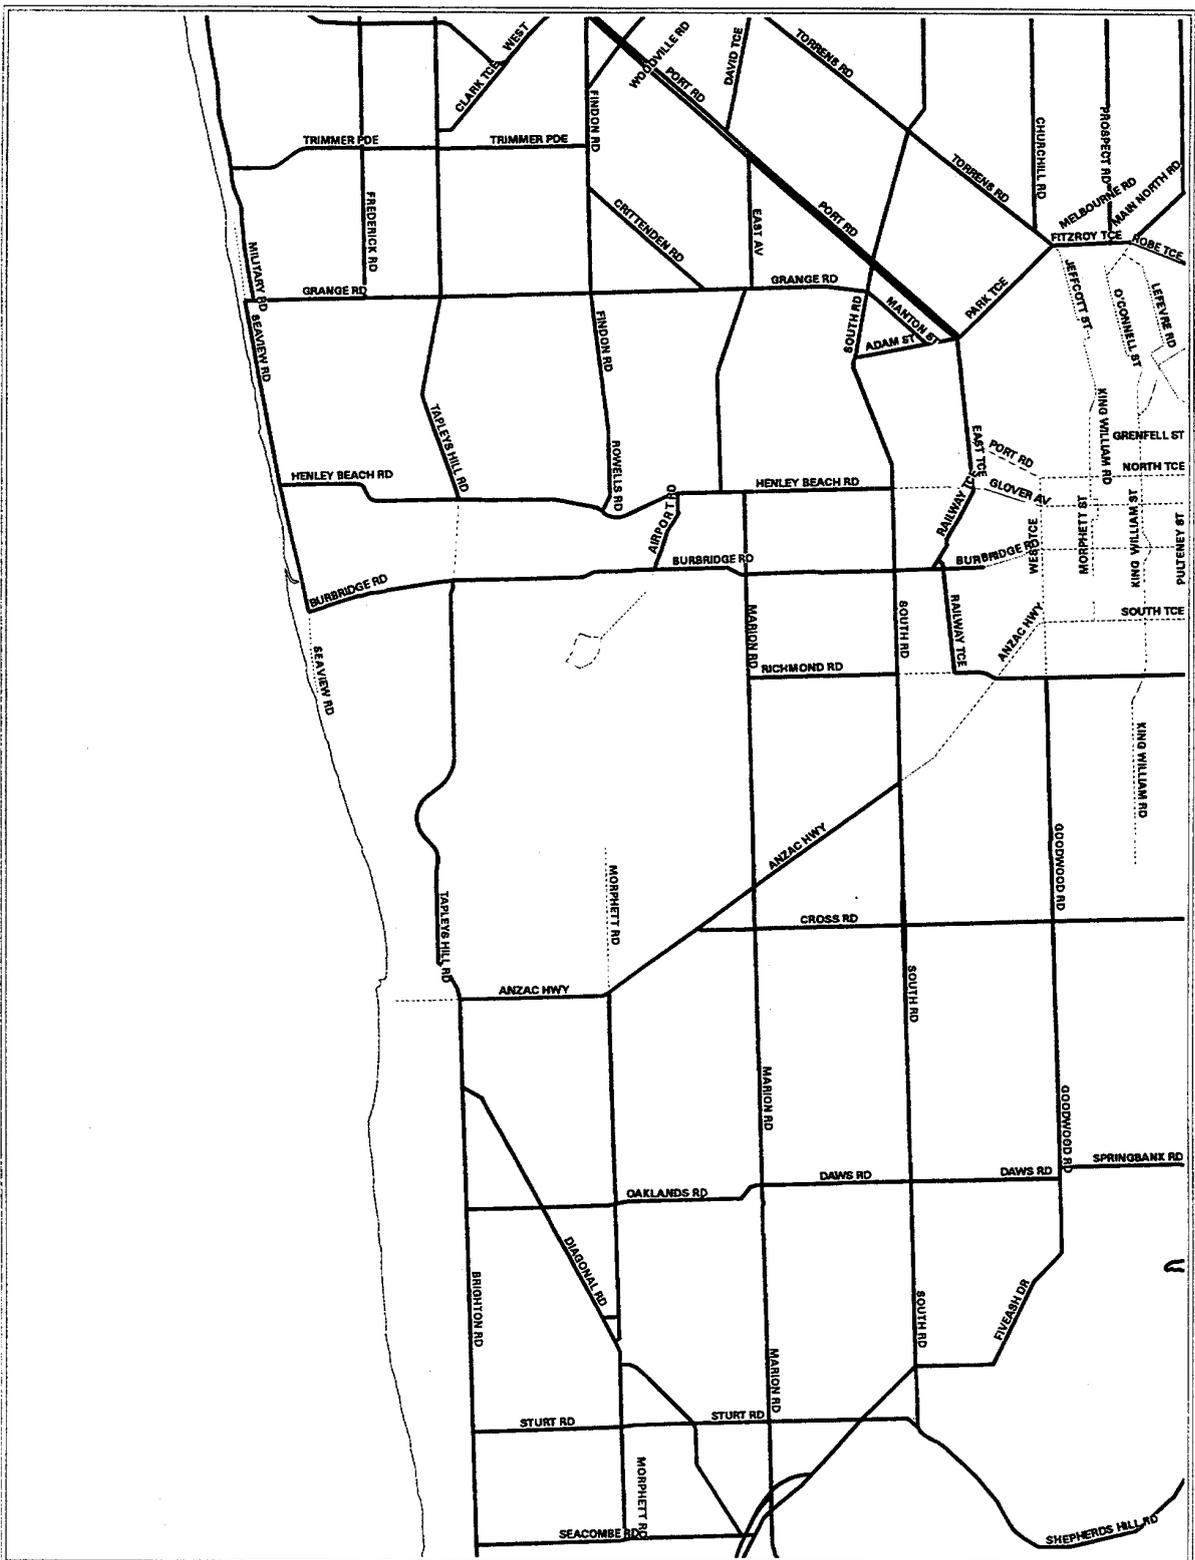 WEST
CLARK TCE
WOODVILLE RD
PORT RD
DAVID TCE
TORRENS RD
TRIMMER PDE
TRIMMER PDE
FINDON RD
CHURCHILL RD
PROSPECT RD
MELBOURNE RD
MAIN NORTH RD
TORRENS RD
FREDERICK RD
CRITTENDEN RD
EAST AV
PORT RD
FITZROY TCE
ROBE TCE
MILITARY RD
GRANGE RD
GRANGE RD
JEFFCOTT ST
O'CONNELL ST
LEFEVRE RD
SEAVIEW RD
FINDON RD
SOUTH RD
MANTON ST
ADAM ST
PARK TCE
TAPLEYS HILL RD
ROWELLS RD
EAST TCE
PORT RD
KING WILLIAM RD
GRENFELL ST
NORTH TCE
HENLEY BEACH RD
HENLEY BEACH RD
GLOVER AV
AIRPORT RD
RAILWAY TCE
WEST TCE
MORPHETT ST
KING WILLIAM ST
PULTENEY ST
BURBRIDGE RD
BURBRIDGE RD
BURBRIDGE RD
MARION RD
SOUTH RD
RAILWAY TCE
ANZAC HWY
SOUTH TCE
SEAVIEW RD
RICHMOND RD
KING WILLIAM RD
ANZAC HWY
GOODWOOD RD
MORPHETT RD
TAPLEYS HILL RD
CROSS RD
ANZAC HWY
SOUTH RD
MARION RD
GOODWOOD RD
SPRINGBANK RD
DAWS RD
DAWS RD
OAKLANDS RD
DIAGONAL RD
BRIGHTON RD
SOUTH RD
FIVEASH DR
MARION RD
STURT RD
STURT RD
MORPHETT RD
SEACOMBE RD
SHEPHERDS HILL RD